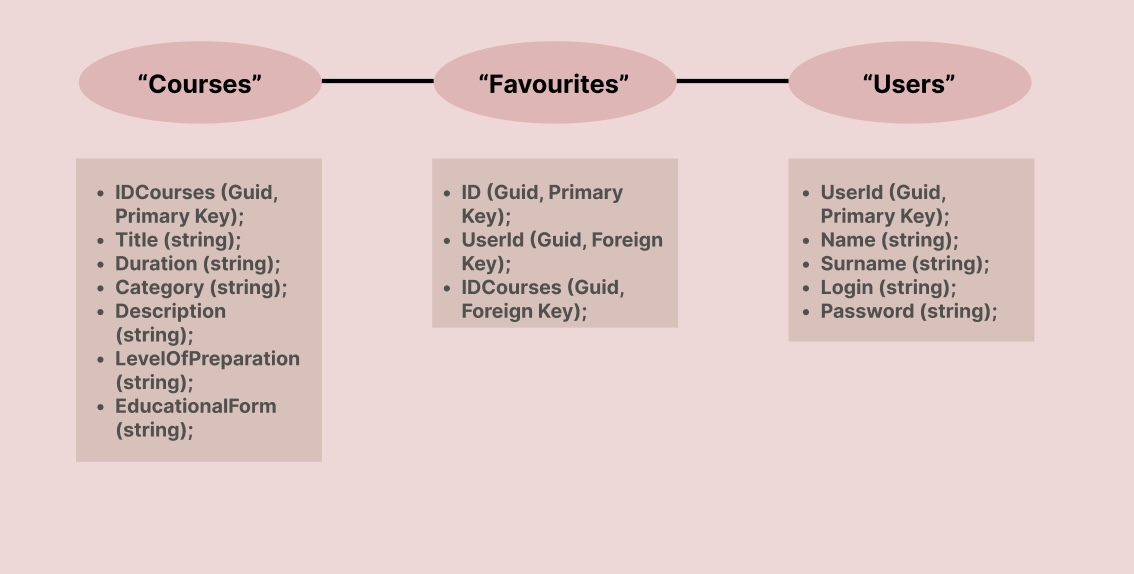 “Courses”
“Favourites”
“Users”
• IDCourses (Guid,
Primary Key);
• Title (string);
• Duration (string);
• Category (string);
• Description
(string);
• LevelOfPreparation
(string);
• EducationalForm
(string);
• ID (Guid, Primary
Key);
• UserId (Guid, Foreign
Key);
• IDCourses (Guid,
Foreign Key);
• UserId (Guid,
Primary Key);
• Name (string);
• Surname (string);
• Login (string);
• Password (string);